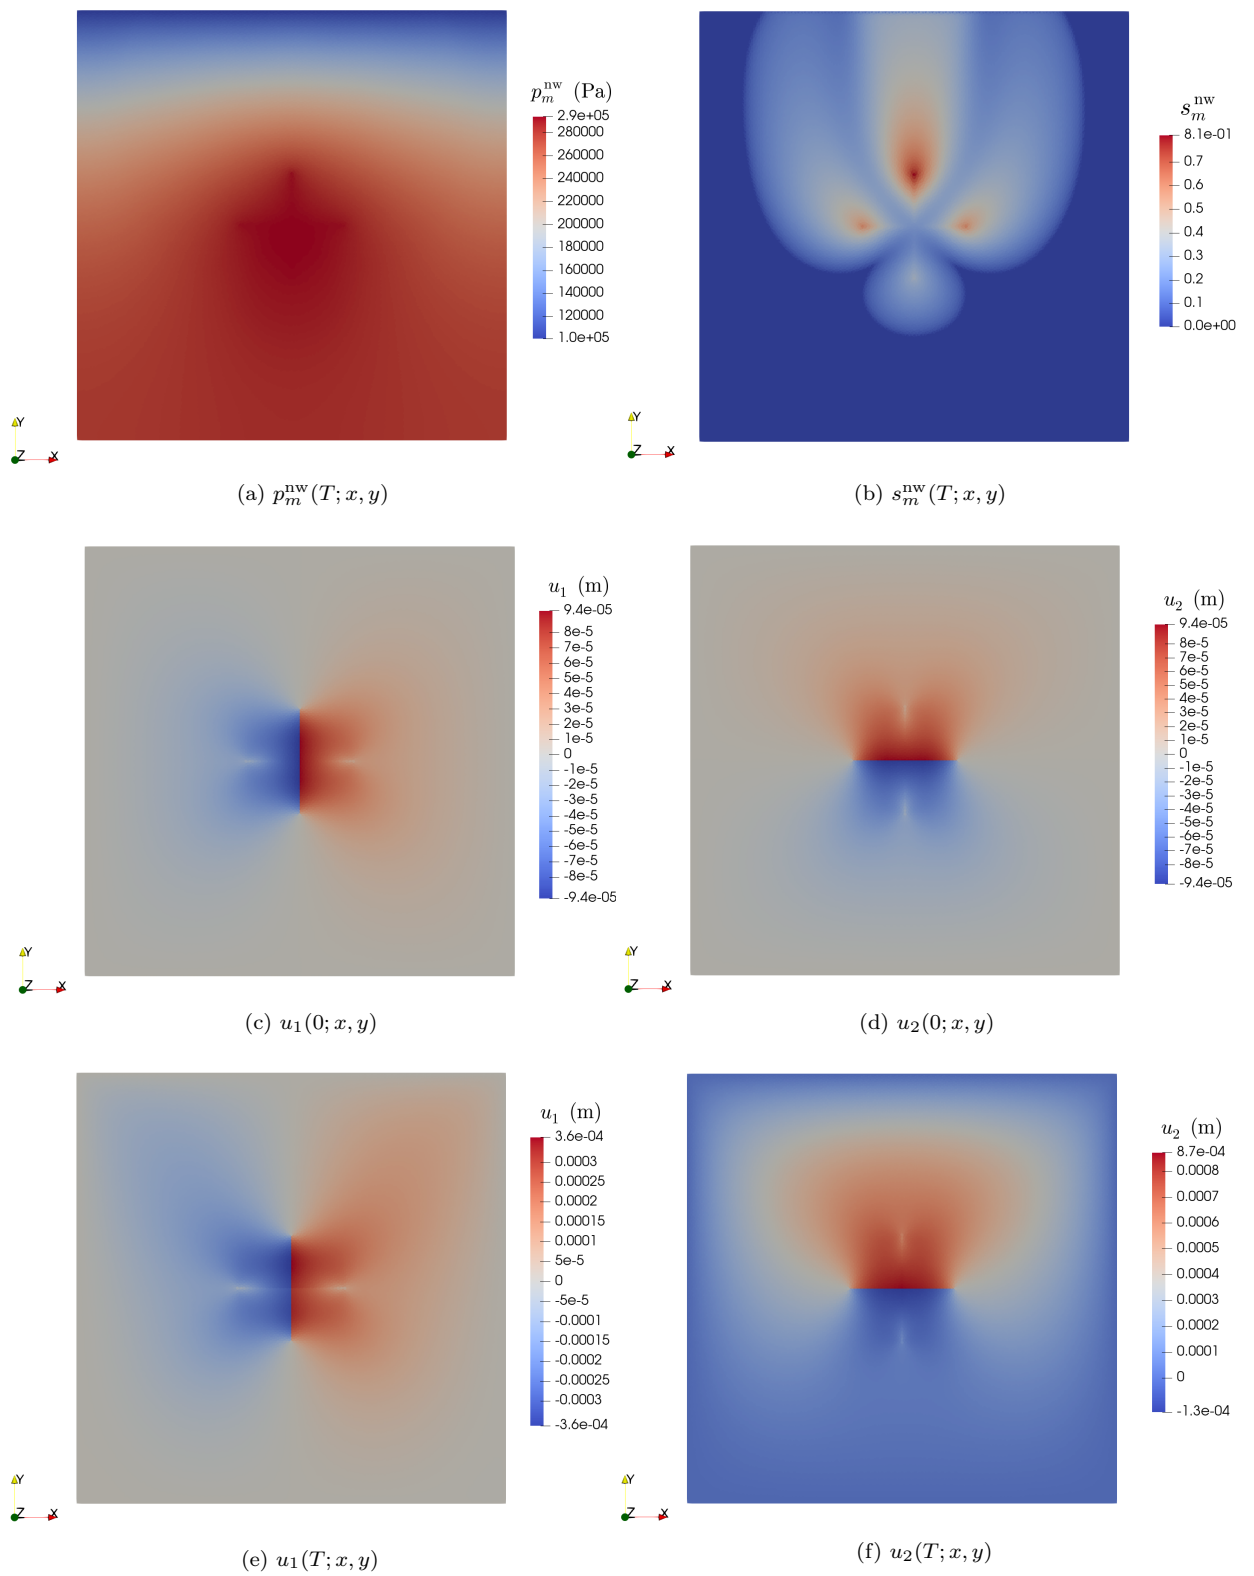 p_m^nw (Pa)
2.9e+05
280000
260000
240000
220000
200000
180000
160000
140000
120000
1.0e+05
Y
Z X
(a) p_m^nw(T; x, y)
s_m^nw
8.1e-01
0.7
0.6
0.5
0.4
0.3
0.2
0.1
0.0e+00
Y
Z X
(b) s_m^nw(T; x, y)
u_1 (m)
9.4e-05
8e-5
7e-5
6e-5
5e-5
4e-5
3e-5
2e-5
1e-5
0
-1e-5
-2e-5
-3e-5
-4e-5
-5e-5
-6e-5
-7e-5
-8e-5
-9.4e-05
Y
Z X
(c) u_1(0; x, y)
u_2 (m)
9.4e-05
8e-5
7e-5
6e-5
5e-5
4e-5
3e-5
2e-5
1e-5
0
-1e-5
-2e-5
-3e-5
-4e-5
-5e-5
-6e-5
-7e-5
-8e-5
-9.4e-05
Y
Z X
(d) u_2(0; x, y)
u_1 (m)
3.6e-04
0.0003
0.00025
0.0002
0.00015
0.0001
5e-5
0
-5e-5
-0.0001
-0.00015
-0.0002
-0.00025
-0.0003
-3.6e-04
Y
Z X
(e) u_1(T; x, y)
u_2 (m)
8.7e-04
0.0008
0.0007
0.0006
0.0005
0.0004
0.0003
0.0002
0.0001
0
-1.3e-04
Y
Z X
(f) u_2(T; x, y)